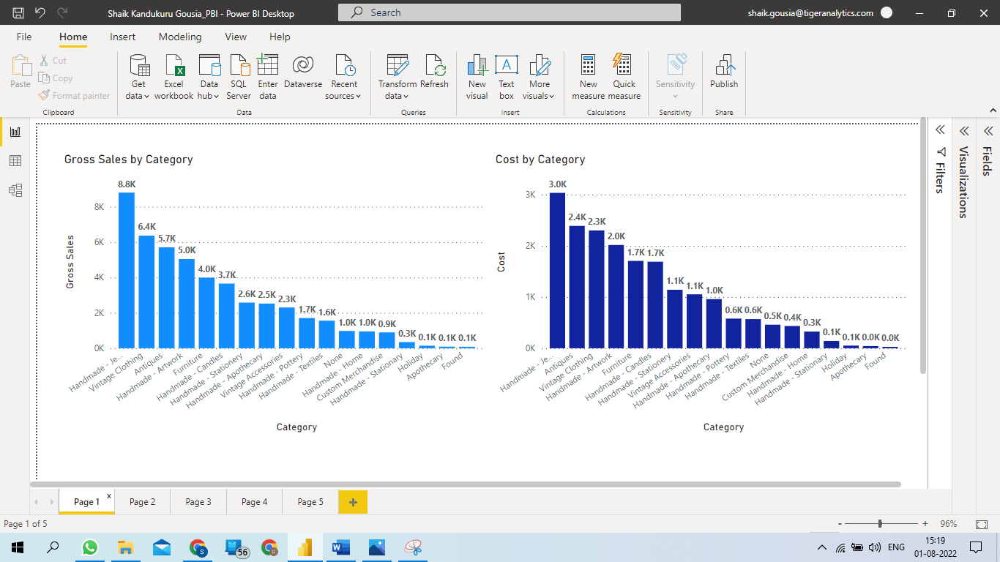 Shaik Kandukuru Gousia_PBI - Power BI Desktop
Search
shaik.gousia@tigeranalytics.com
File Home Insert Modeling View Help
Paste
Cut
Copy
Format painter
Clipboard
Get data
Excel workbook
Data hub
SQL Server
Enter data
Dataverse
Recent sources
Data
Transform data
Refresh
Queries
New visual
Text box
More visuals
Insert
New measure
Quick measure
Calculations
Sensitivity
Sensitivity
Publish
Share
Gross Sales by Category
8.8K
6.4K
5.7K
5.0K
4.0K
3.7K
2.6K
2.5K
2.3K
1.7K
1.6K
1.0K
1.0K
0.9K
0.3K
0.1K
0.1K
0.1K
8K
6K
4K
2K
0K
Gross Sales
Handmade - Je...
Vintage Clothing
Antiques
Handmade - Artwork
Furniture
Handmade - Candles
Handmade - Stationery
Handmade - Apothecary
Vintage Accessories
Handmade - Pottery
Handmade - Textiles
None
Handmade - Home
Custom Merchandise
Handmade - Stationary
Holiday
Apothecary
Found
Category
Cost by Category
3.0K
2.4K
2.3K
2.0K
1.7K
1.7K
1.1K
1.1K
1.0K
0.6K
0.6K
0.5K
0.4K
0.3K
0.1K
0.1K
0.0K
0.0K
3K
2K
1K
0K
Cost
Handmade - Je...
Antiques
Vintage Clothing
Handmade - Artwork
Furniture
Handmade - Candles
Handmade - Stationery
Vintage Accessories
Handmade - Apothecary
Handmade - Pottery
Handmade - Textiles
None
Custom Merchandise
Handmade - Home
Handmade - Stationary
Holiday
Apothecary
Found
Category
Filters
Visualizations
Fields
Page 1 x
Page 2
Page 3
Page 4
Page 5
+
Page 1 of 5
- + 96%
56
ENG
15:19
01-08-2022